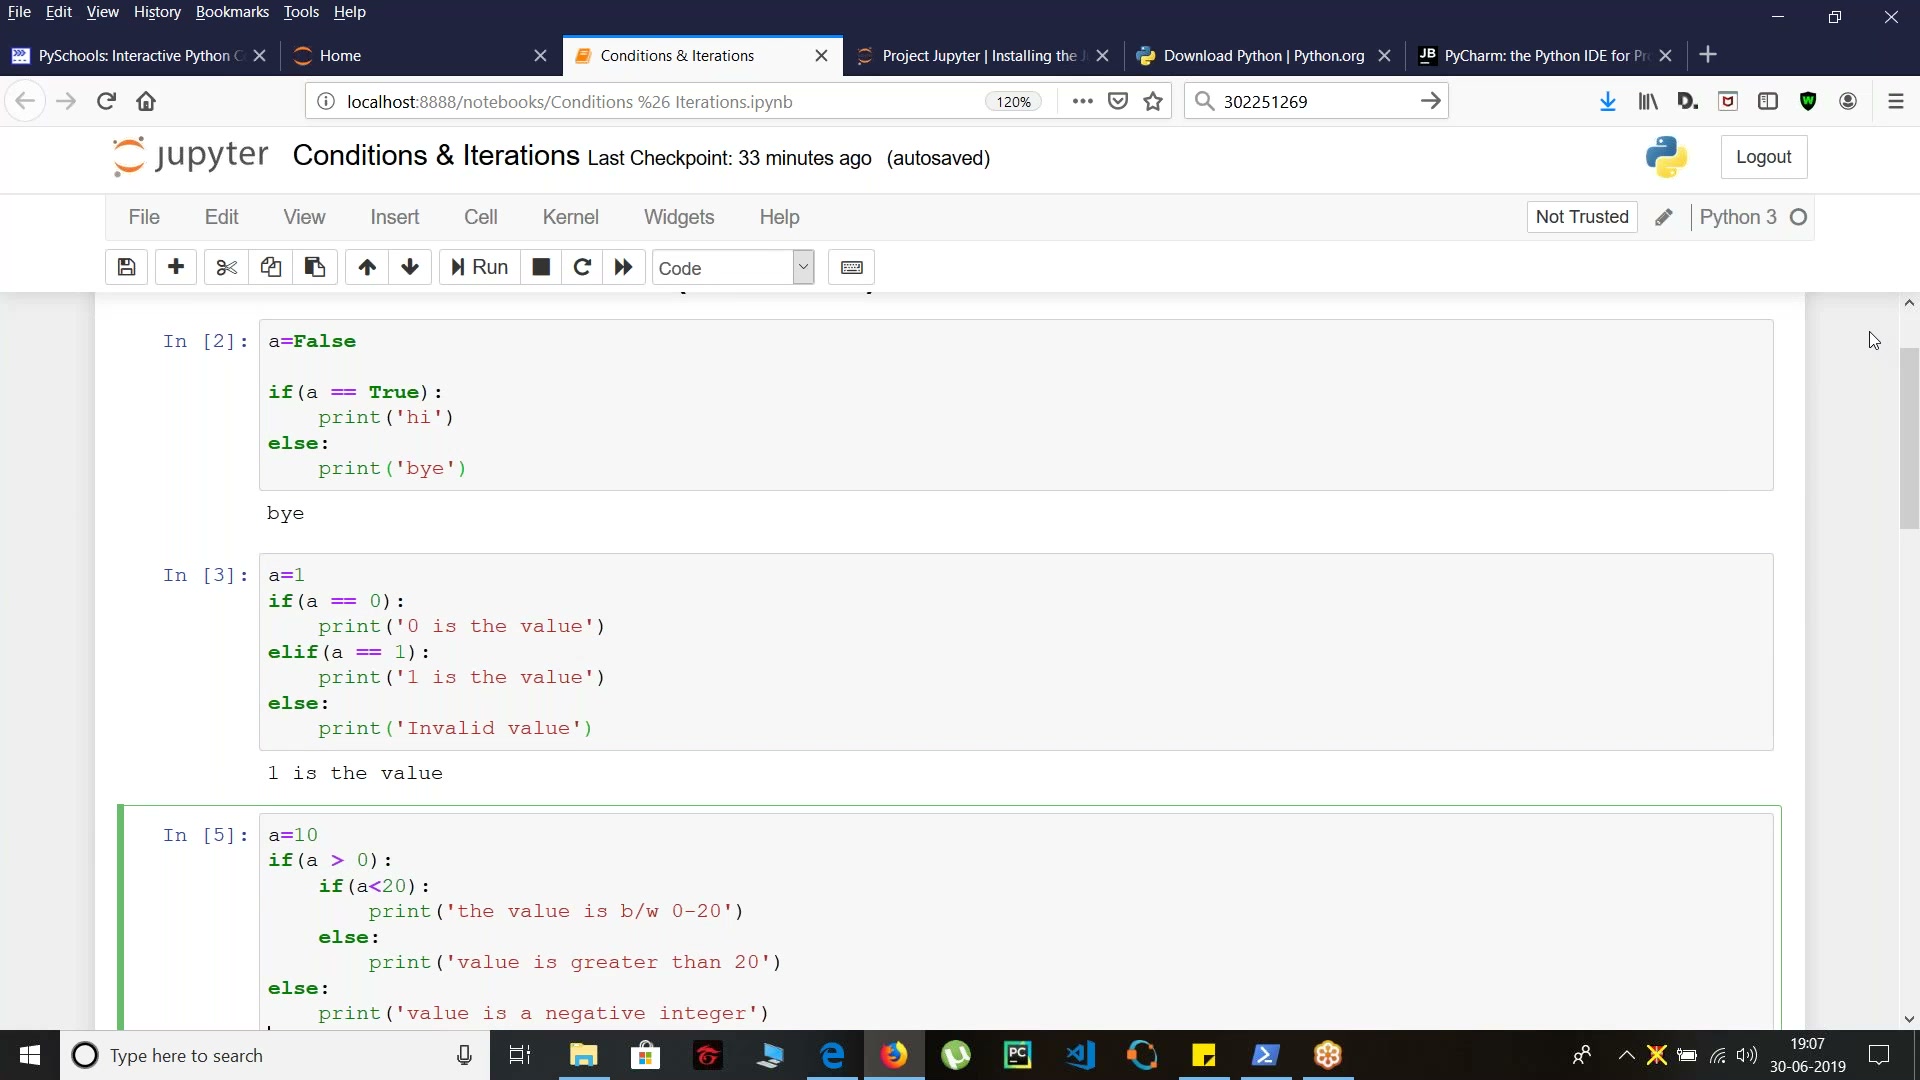 File Edit View History Bookmarks Tools Help
PySchools: Interactive Python C
Home
Conditions & Iterations
Project Jupyter | Installing the J
Download Python | Python.org
JB PyCharm: the Python IDE for Pr
localhost:8888/notebooks/Conditions %26 Iterations.ipynb
120%
302251269
D.
jupyter Conditions & Iterations Last Checkpoint: 33 minutes ago (autosaved)
Logout
File Edit View Insert Cell Kernel Widgets Help
Not Trusted
Python 3
Run
Code
In [2]: a=False
if(a == True):
    print('hi')
else:
    print('bye')
bye
In [3]: a=1
if(a == 0):
    print('0 is the value')
elif(a == 1):
    print('1 is the value')
else:
    print('Invalid value')
1 is the value
In [5]: a=10
if(a > 0):
    if(a<20):
        print('the value is b/w 0-20')
    else:
        print('value is greater than 20')
else:
    print('value is a negative integer')
Type here to search
PC
19:07
30-06-2019